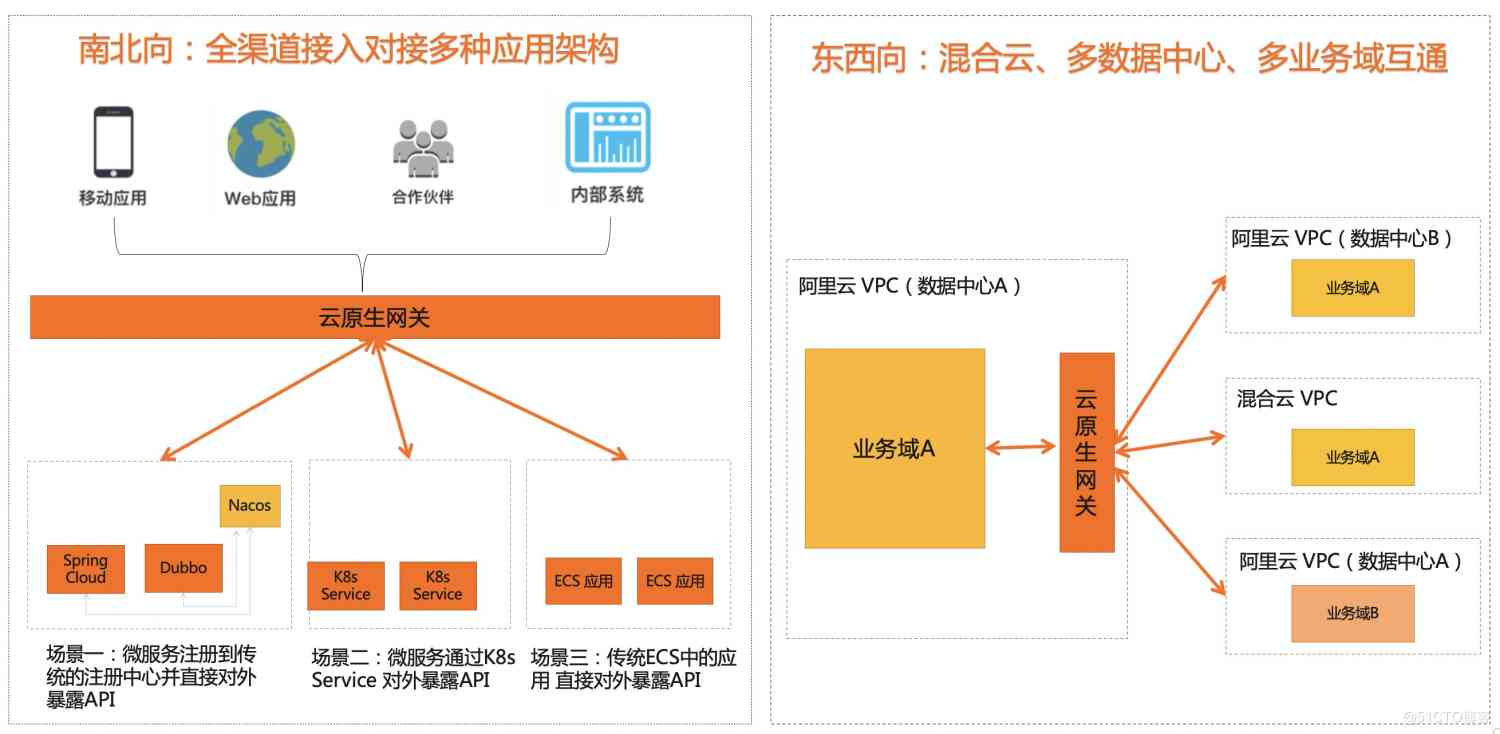 南北向：全渠道接入对接多种应用架构
移动应用
Web应用
合作伙伴
内部系统
云原生网关
Nacos
Spring
Cloud
Dubbo
K8s
Service
K8s
Service
ECS 应用
ECS 应用
场景一：微服务注册到传
统的注册中心并直接对外
暴露API
场景二：微服务通过K8s
Service 对外暴露API
场景三：传统ECS中的应
用 直接对外暴露API
东西向：混合云、多数据中心、多业务域互通
阿里云 VPC（数据中心A）
业务域A
云
原
生
网
关
阿里云 VPC（数据中心B）
业务域A
混合云 VPC
业务域A
阿里云 VPC（数据中心A）
业务域B
@51CTO博客